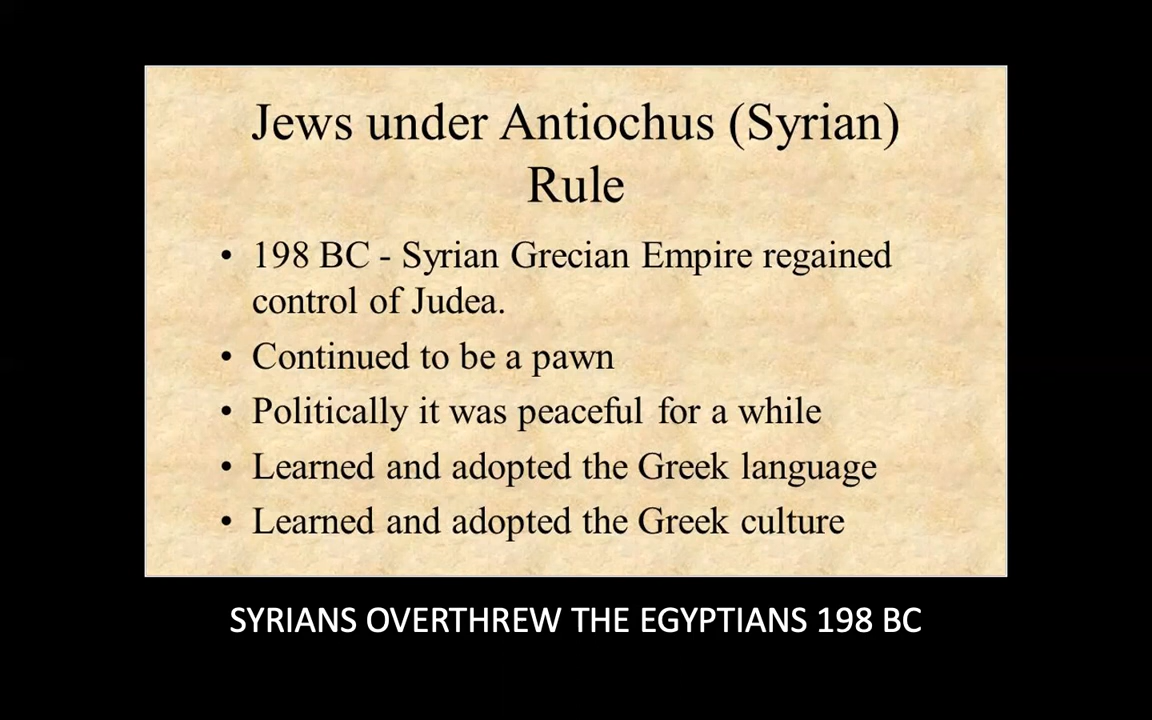 Jews under Antiochus (Syrian)
Rule
• 198 BC - Syrian Grecian Empire regained
control of Judea.
• Continued to be a pawn
• Politically it was peaceful for a while
• Learned and adopted the Greek language
• Learned and adopted the Greek culture
SYRIANS OVERTHREW THE EGYPTIANS 198 BC